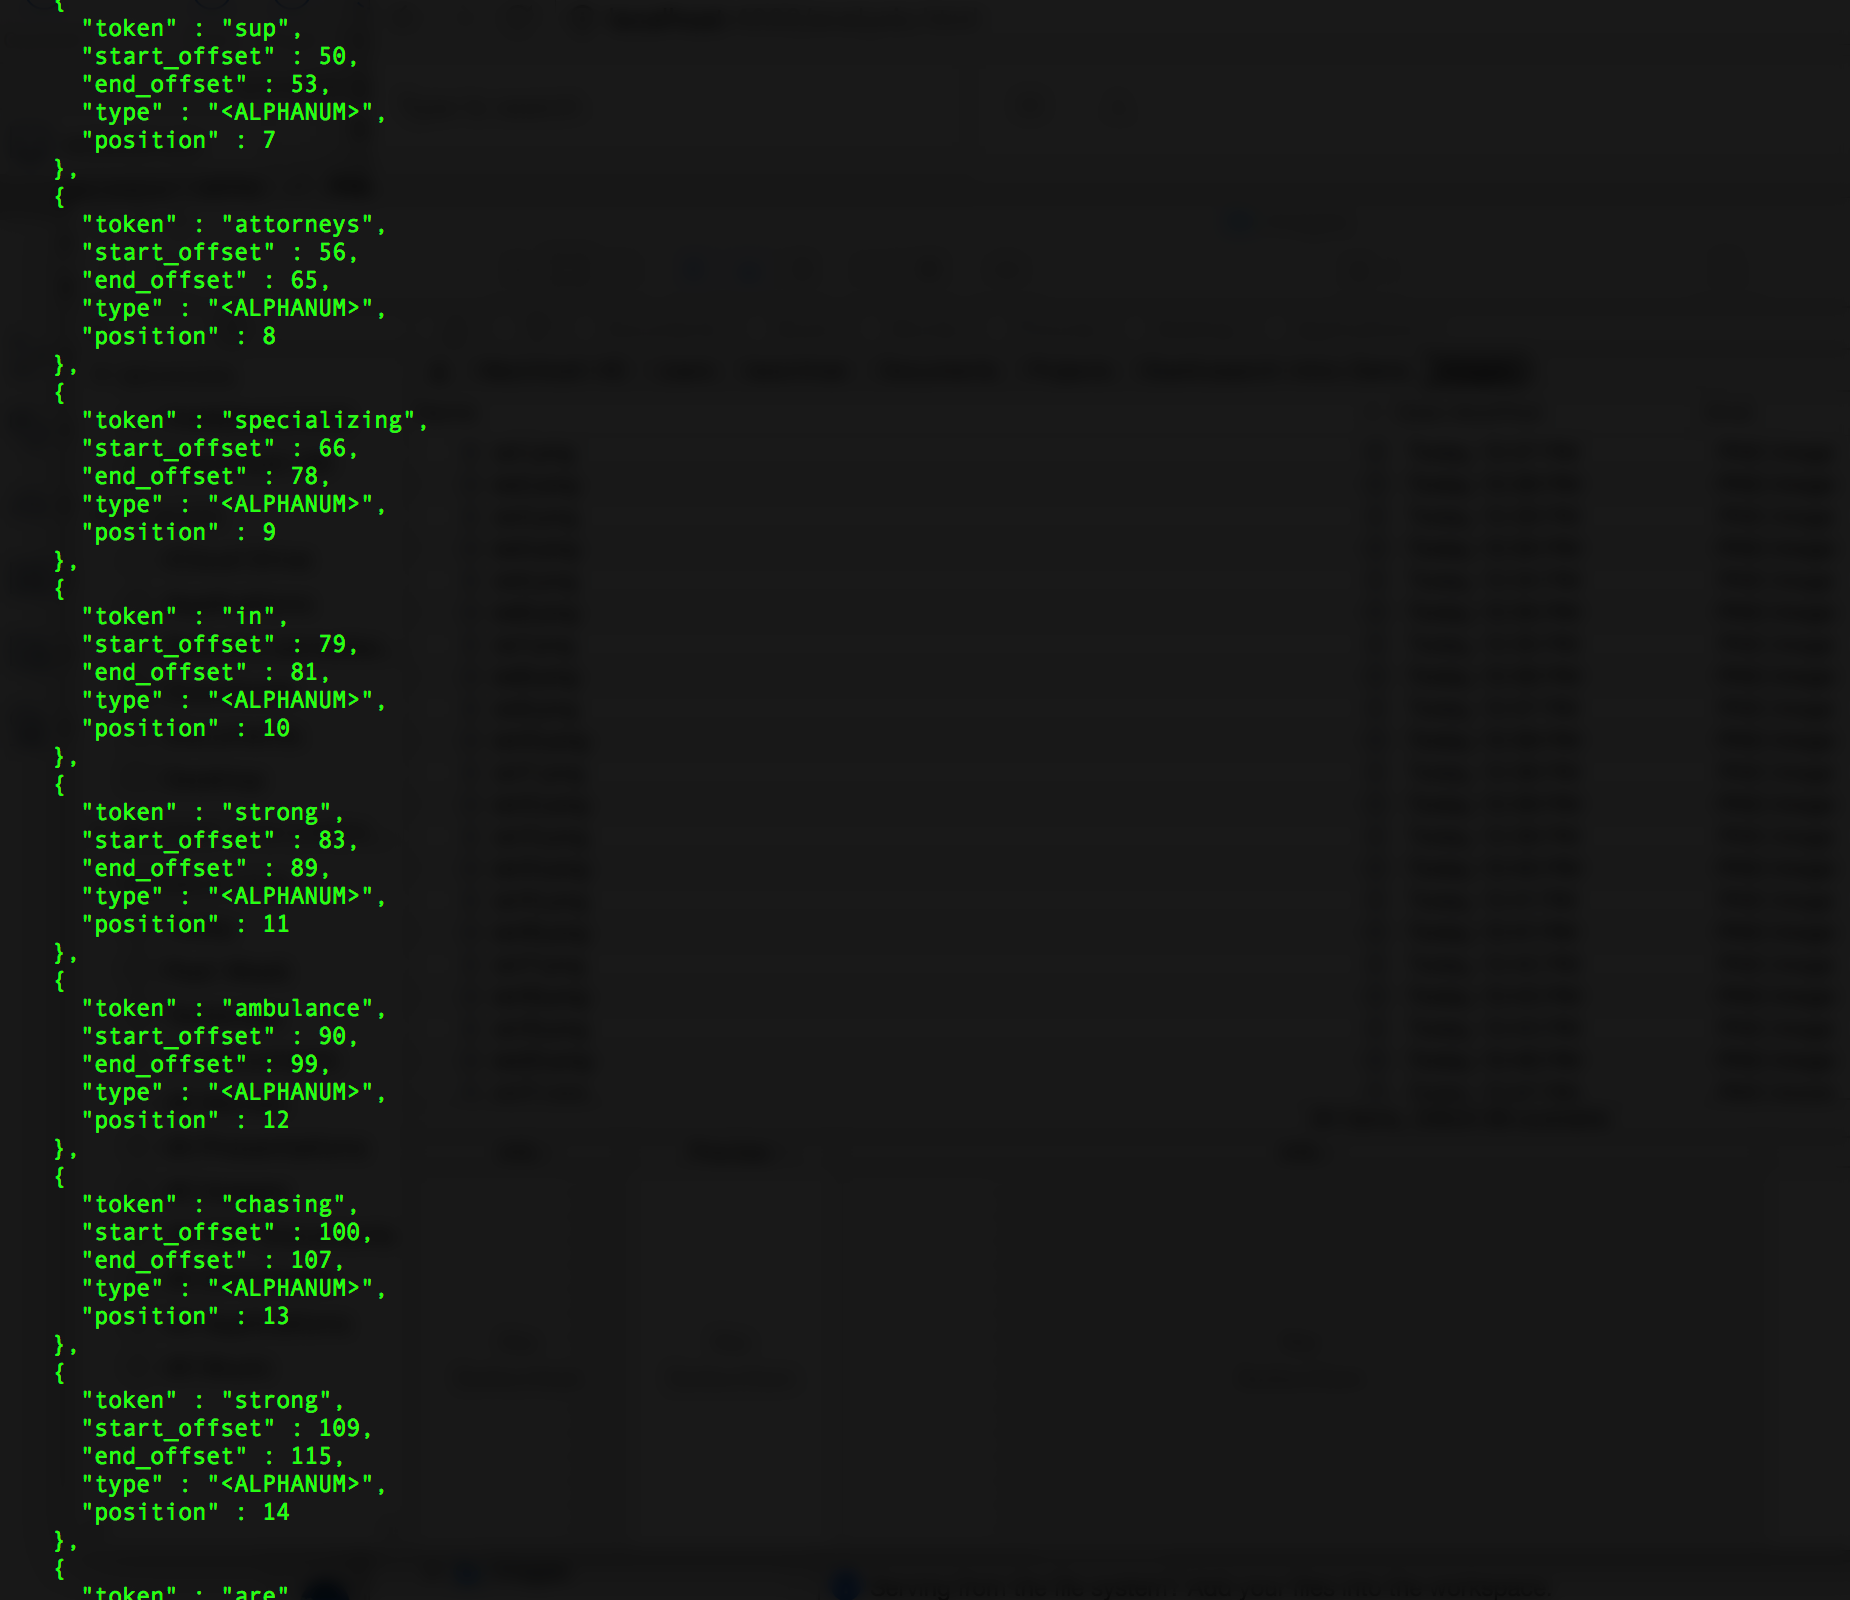 {
"token" : "sup",
"start_offset" : 50,
"end_offset" : 53,
"type" : "<ALPHANUM>",
"position" : 7
},
{
"token" : "attorneys",
"start_offset" : 56,
"end_offset" : 65,
"type" : "<ALPHANUM>",
"position" : 8
},
{
"token" : "specializing",
"start_offset" : 66,
"end_offset" : 78,
"type" : "<ALPHANUM>",
"position" : 9
},
{
"token" : "in",
"start_offset" : 79,
"end_offset" : 81,
"type" : "<ALPHANUM>",
"position" : 10
},
{
"token" : "strong",
"start_offset" : 83,
"end_offset" : 89,
"type" : "<ALPHANUM>",
"position" : 11
},
{
"token" : "ambulance",
"start_offset" : 90,
"end_offset" : 99,
"type" : "<ALPHANUM>",
"position" : 12
},
{
"token" : "chasing",
"start_offset" : 100,
"end_offset" : 107,
"type" : "<ALPHANUM>",
"position" : 13
},
{
"token" : "strong",
"start_offset" : 109,
"end_offset" : 115,
"type" : "<ALPHANUM>",
"position" : 14
},
{
"token" : "are"